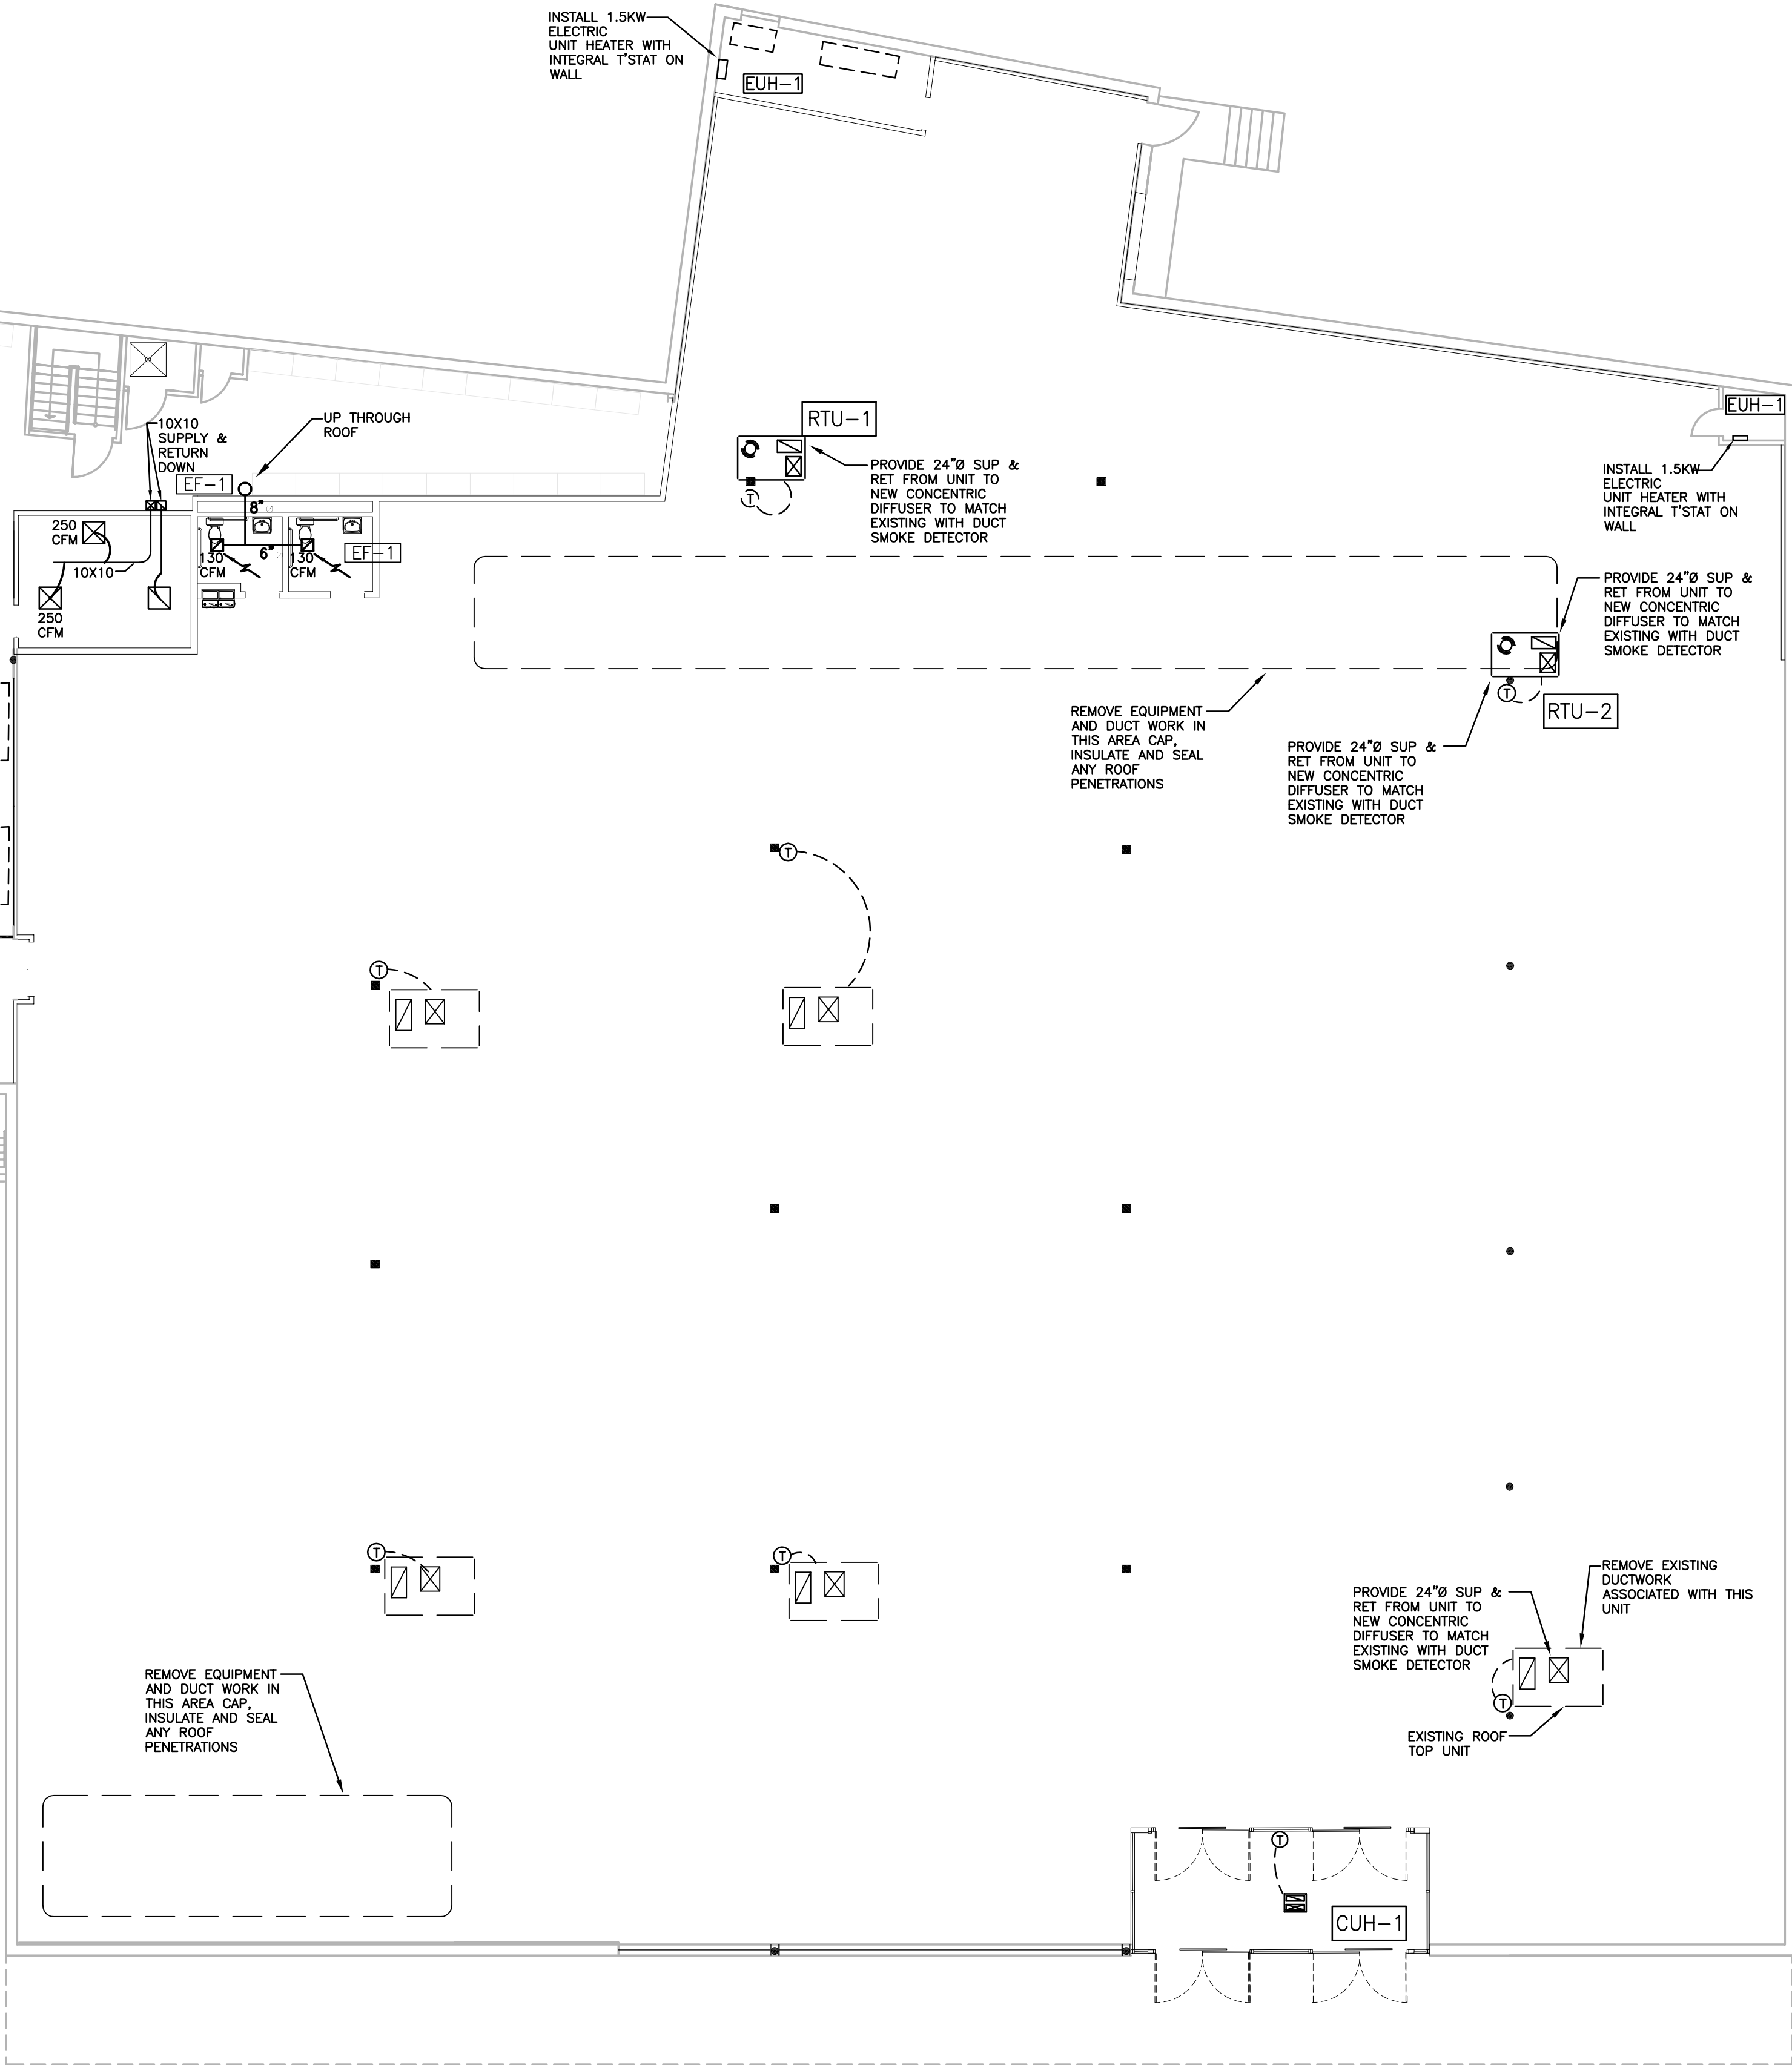 INSTALL 1.5KW
ELECTRIC
UNIT HEATER WITH
INTEGRAL T'STAT ON
WALL
EUH-1
RTU-1
PROVIDE 24"Ø SUP &
RET FROM UNIT TO
NEW CONCENTRIC
DIFFUSER TO MATCH
EXISTING WITH DUCT
SMOKE DETECTOR
T
EUH-1
INSTALL 1.5KW
ELECTRIC
UNIT HEATER WITH
INTEGRAL T'STAT ON
WALL
10X10
SUPPLY &
RETURN
DOWN
UP THROUGH
ROOF
EF-1
8"Ø
250
CFM
10X10
250
CFM
130
CFM
6"
130
CFM
EF-1
PROVIDE 24"Ø SUP &
RET FROM UNIT TO
NEW CONCENTRIC
DIFFUSER TO MATCH
EXISTING WITH DUCT
SMOKE DETECTOR
T
RTU-2
REMOVE EQUIPMENT
AND DUCT WORK IN
THIS AREA CAP,
INSULATE AND SEAL
ANY ROOF
PENETRATIONS
PROVIDE 24"Ø SUP &
RET FROM UNIT TO
NEW CONCENTRIC
DIFFUSER TO MATCH
EXISTING WITH DUCT
SMOKE DETECTOR
T
T
T
T
REMOVE EXISTING
DUCTWORK
ASSOCIATED WITH THIS
UNIT
PROVIDE 24"Ø SUP &
RET FROM UNIT TO
NEW CONCENTRIC
DIFFUSER TO MATCH
EXISTING WITH DUCT
SMOKE DETECTOR
T
EXISTING ROOF
TOP UNIT
REMOVE EQUIPMENT
AND DUCT WORK IN
THIS AREA CAP,
INSULATE AND SEAL
ANY ROOF
PENETRATIONS
T
CUH-1